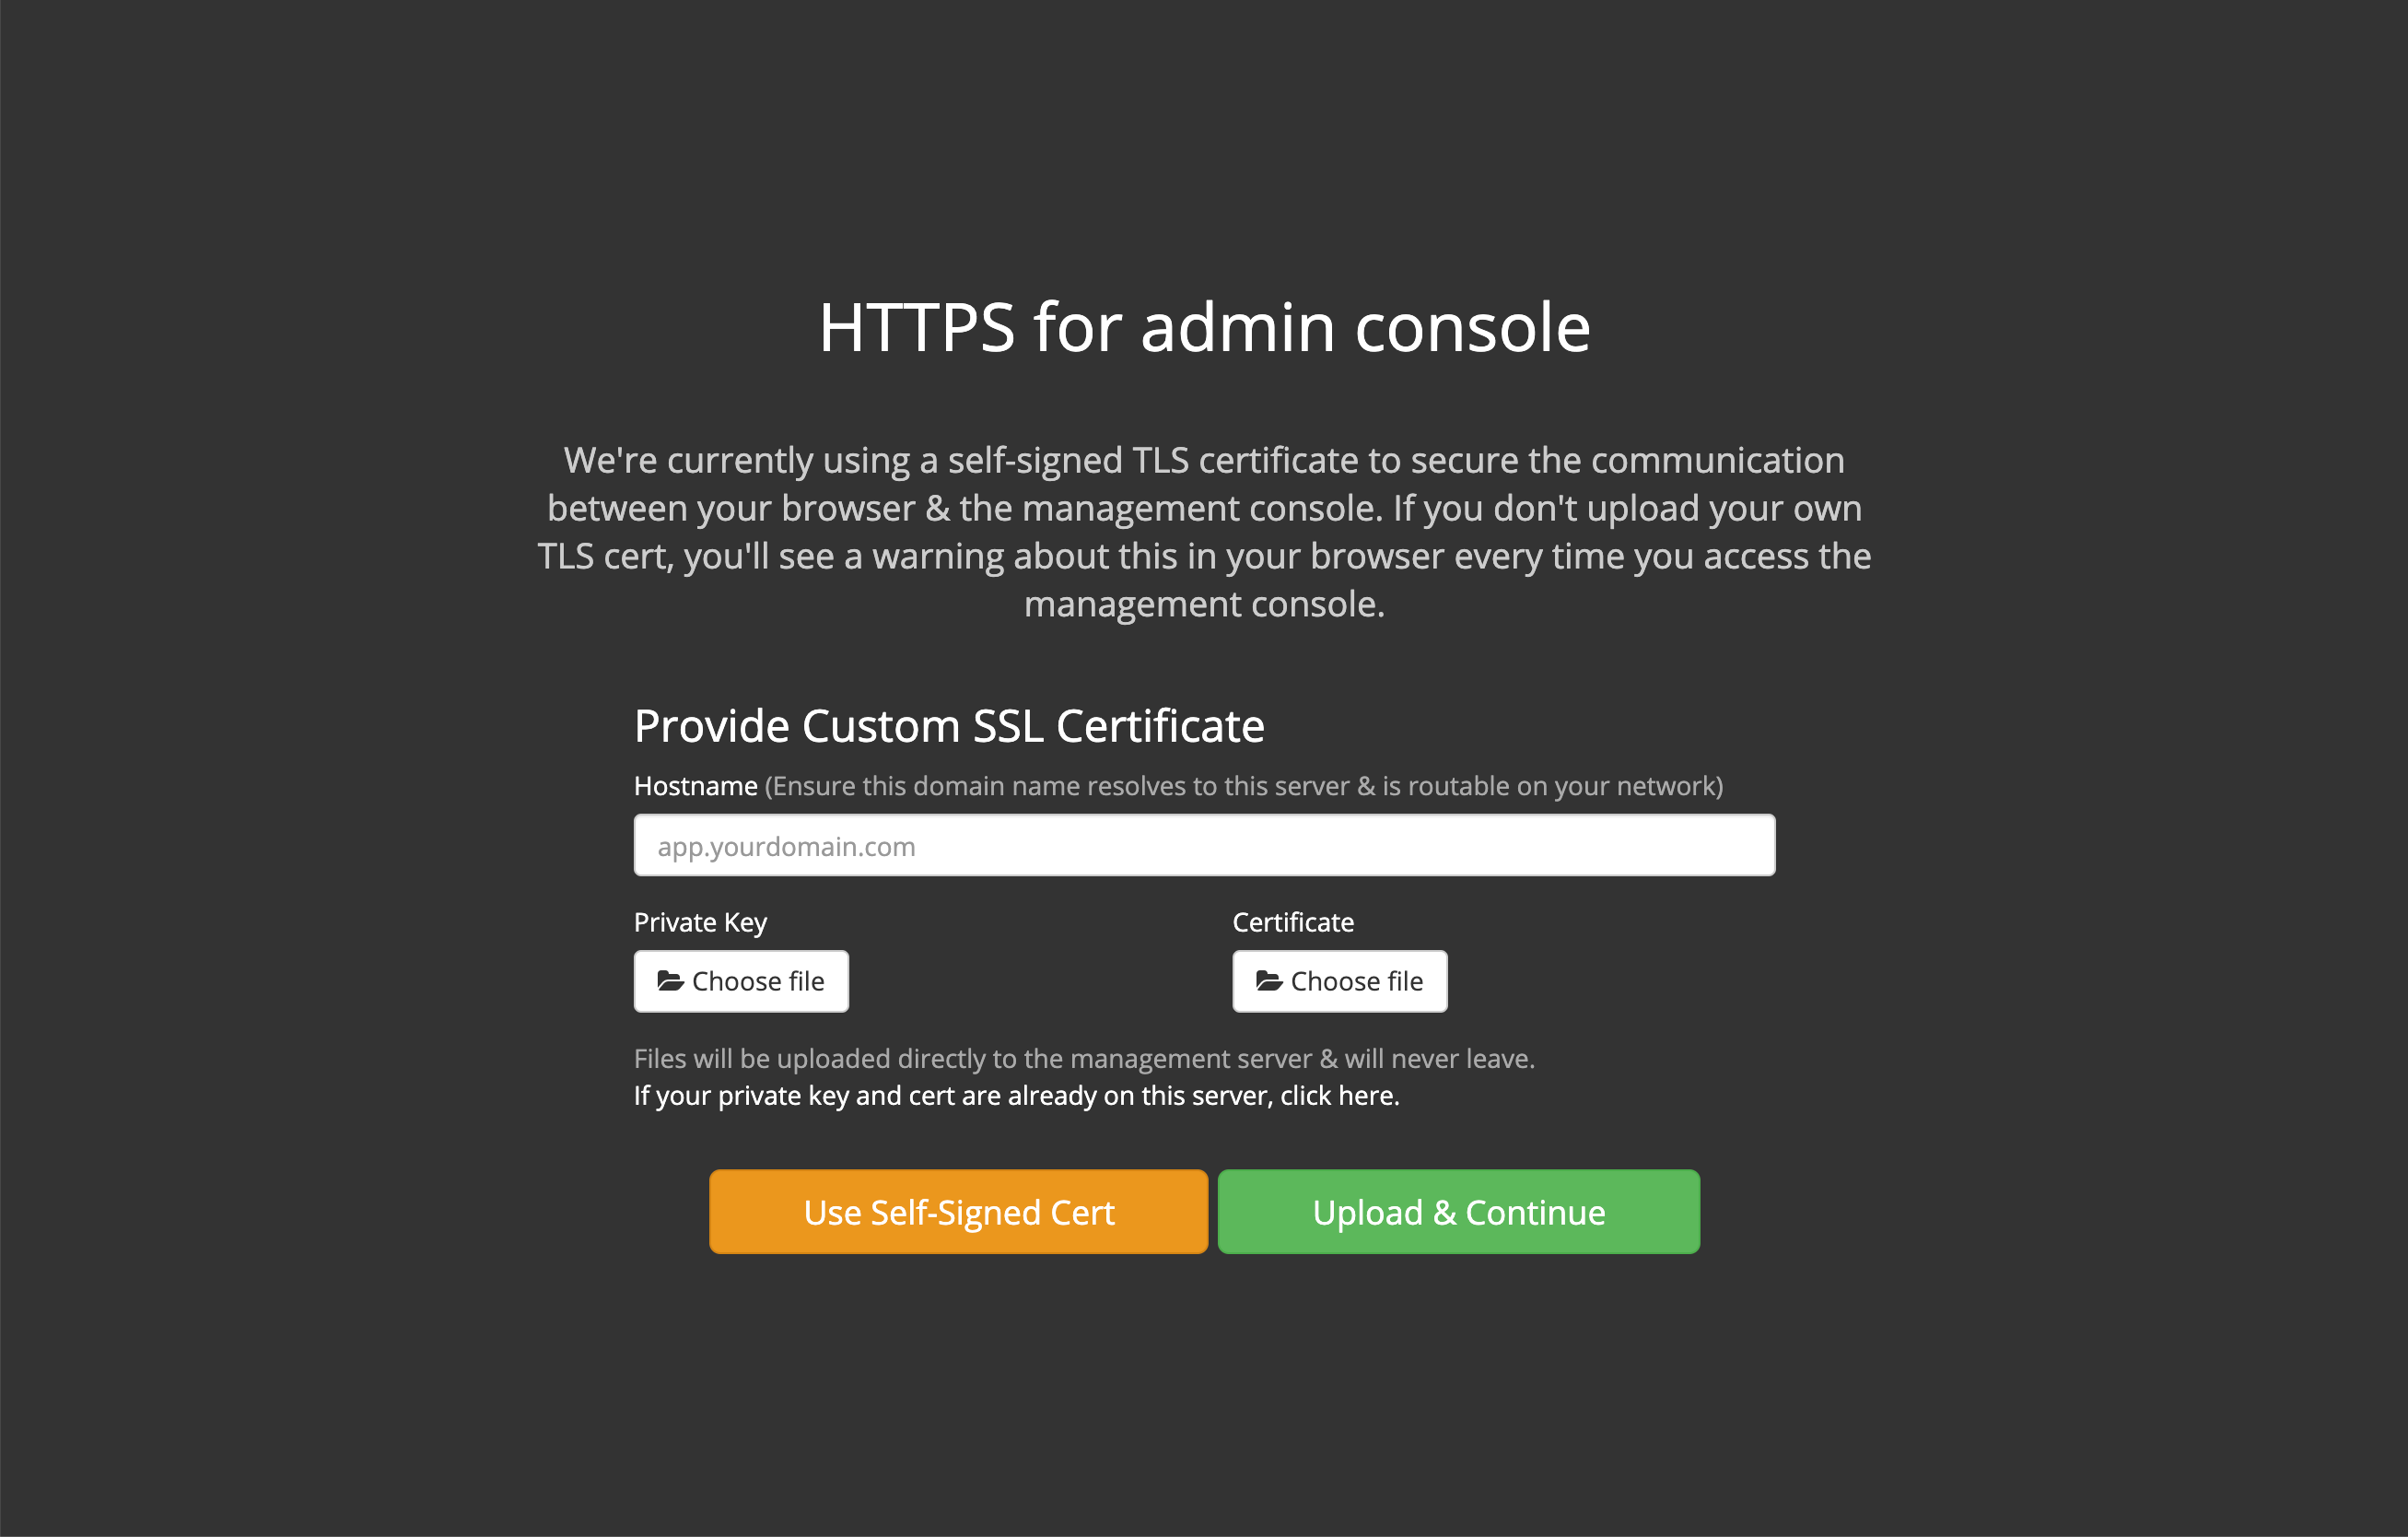 HTTPS for admin console
We're currently using a self-signed TLS certificate to secure the communication
between your browser & the management console. If you don't upload your own
TLS cert, you'll see a warning about this in your browser every time you access the
management console.
Provide Custom SSL Certificate
Hostname (Ensure this domain name resolves to this server & is routable on your network)
app.yourdomain.com
Private Key
Certificate
Choose file
Choose file
Files will be uploaded directly to the management server & will never leave.
If your private key and cert are already on this server, click here.
Use Self-Signed Cert
Upload & Continue